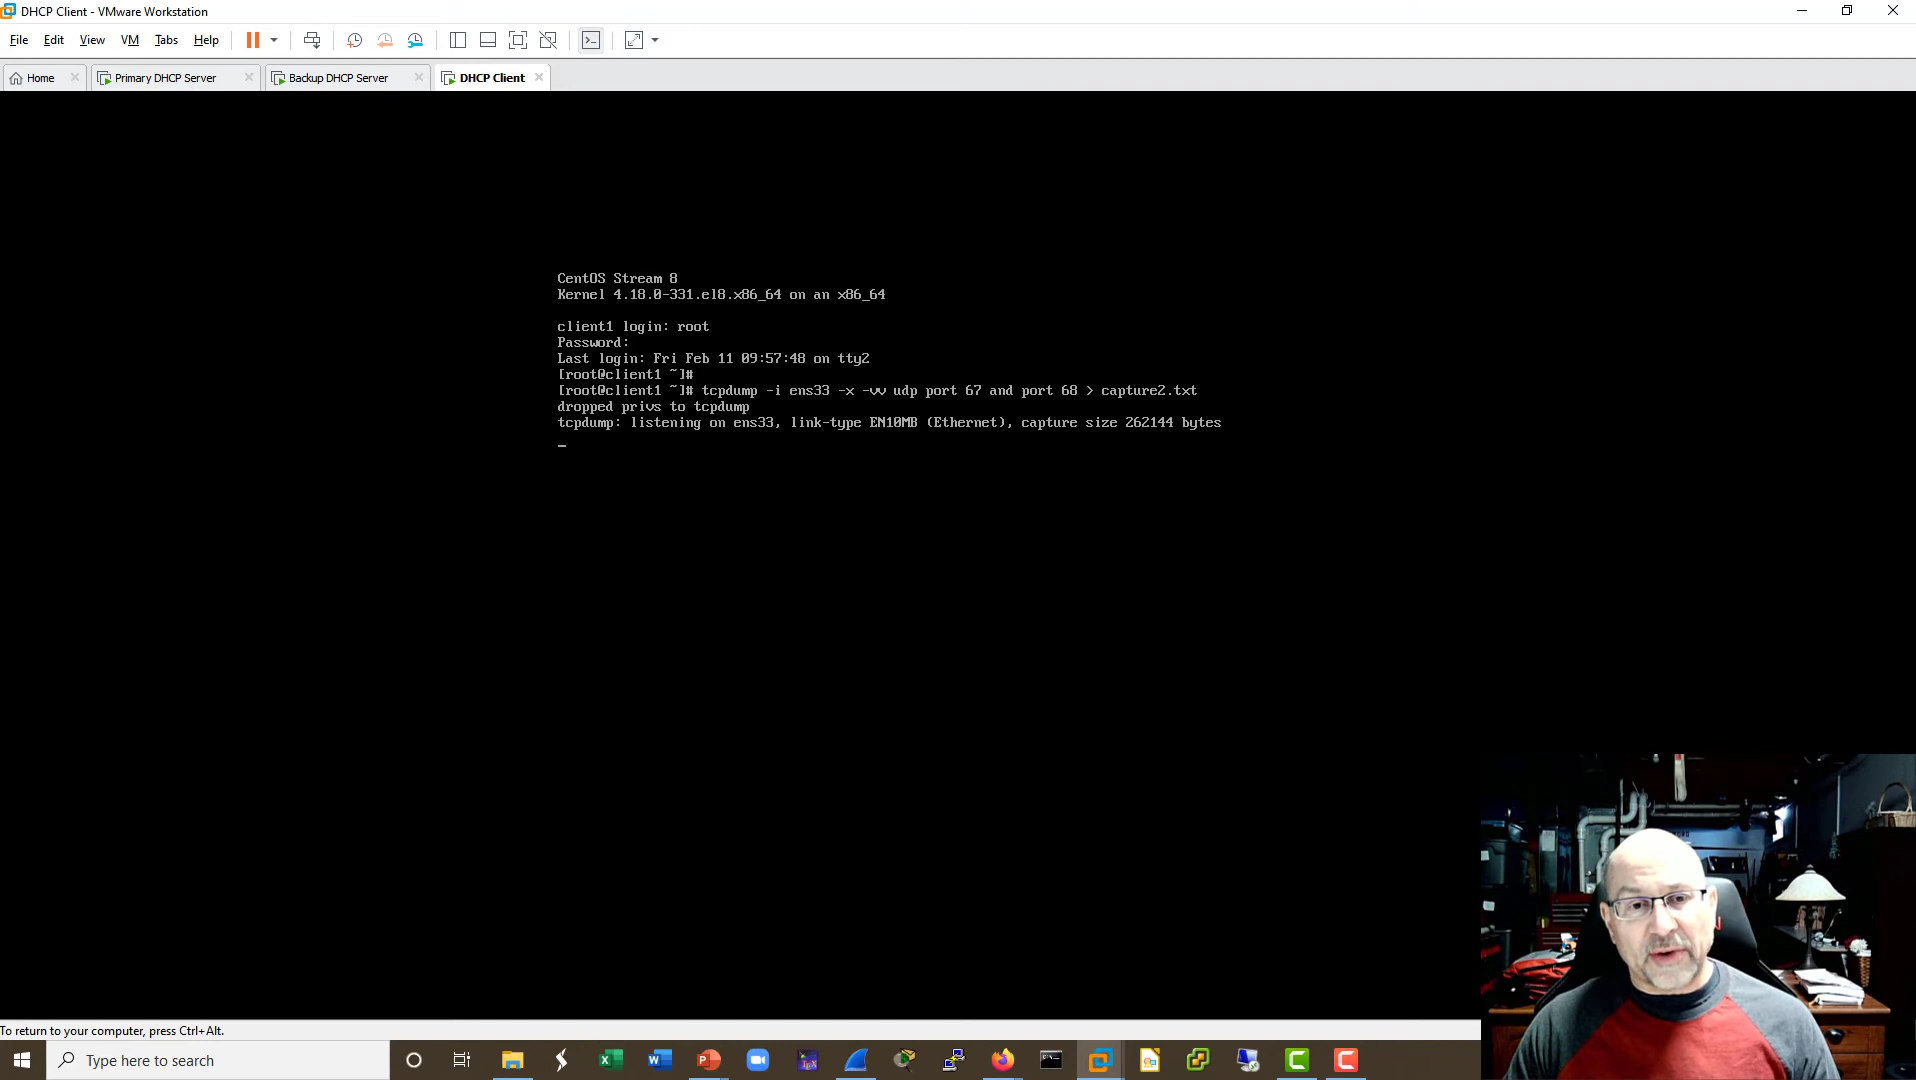 DHCP Client - VMware Workstation
File Edit View VM Tabs Help
Home Primary DHCP Server Backup DHCP Server DHCP Client
CentOS Stream 8
Kernel 4.18.0-331.el8.x86_64 on an x86_64
client1 login: root
Password:
Last login: Fri Feb 11 09:57:48 on tty2
[root@client1 ~]#
[root@client1 ~]# tcpdump -i ens33 -x -vv udp port 67 and port 68 > capture2.txt
dropped privs to tcpdump
tcpdump: listening on ens33, link-type EN10MB (Ethernet), capture size 262144 bytes
_
To return to your computer, press Ctrl+Alt.
Type here to search